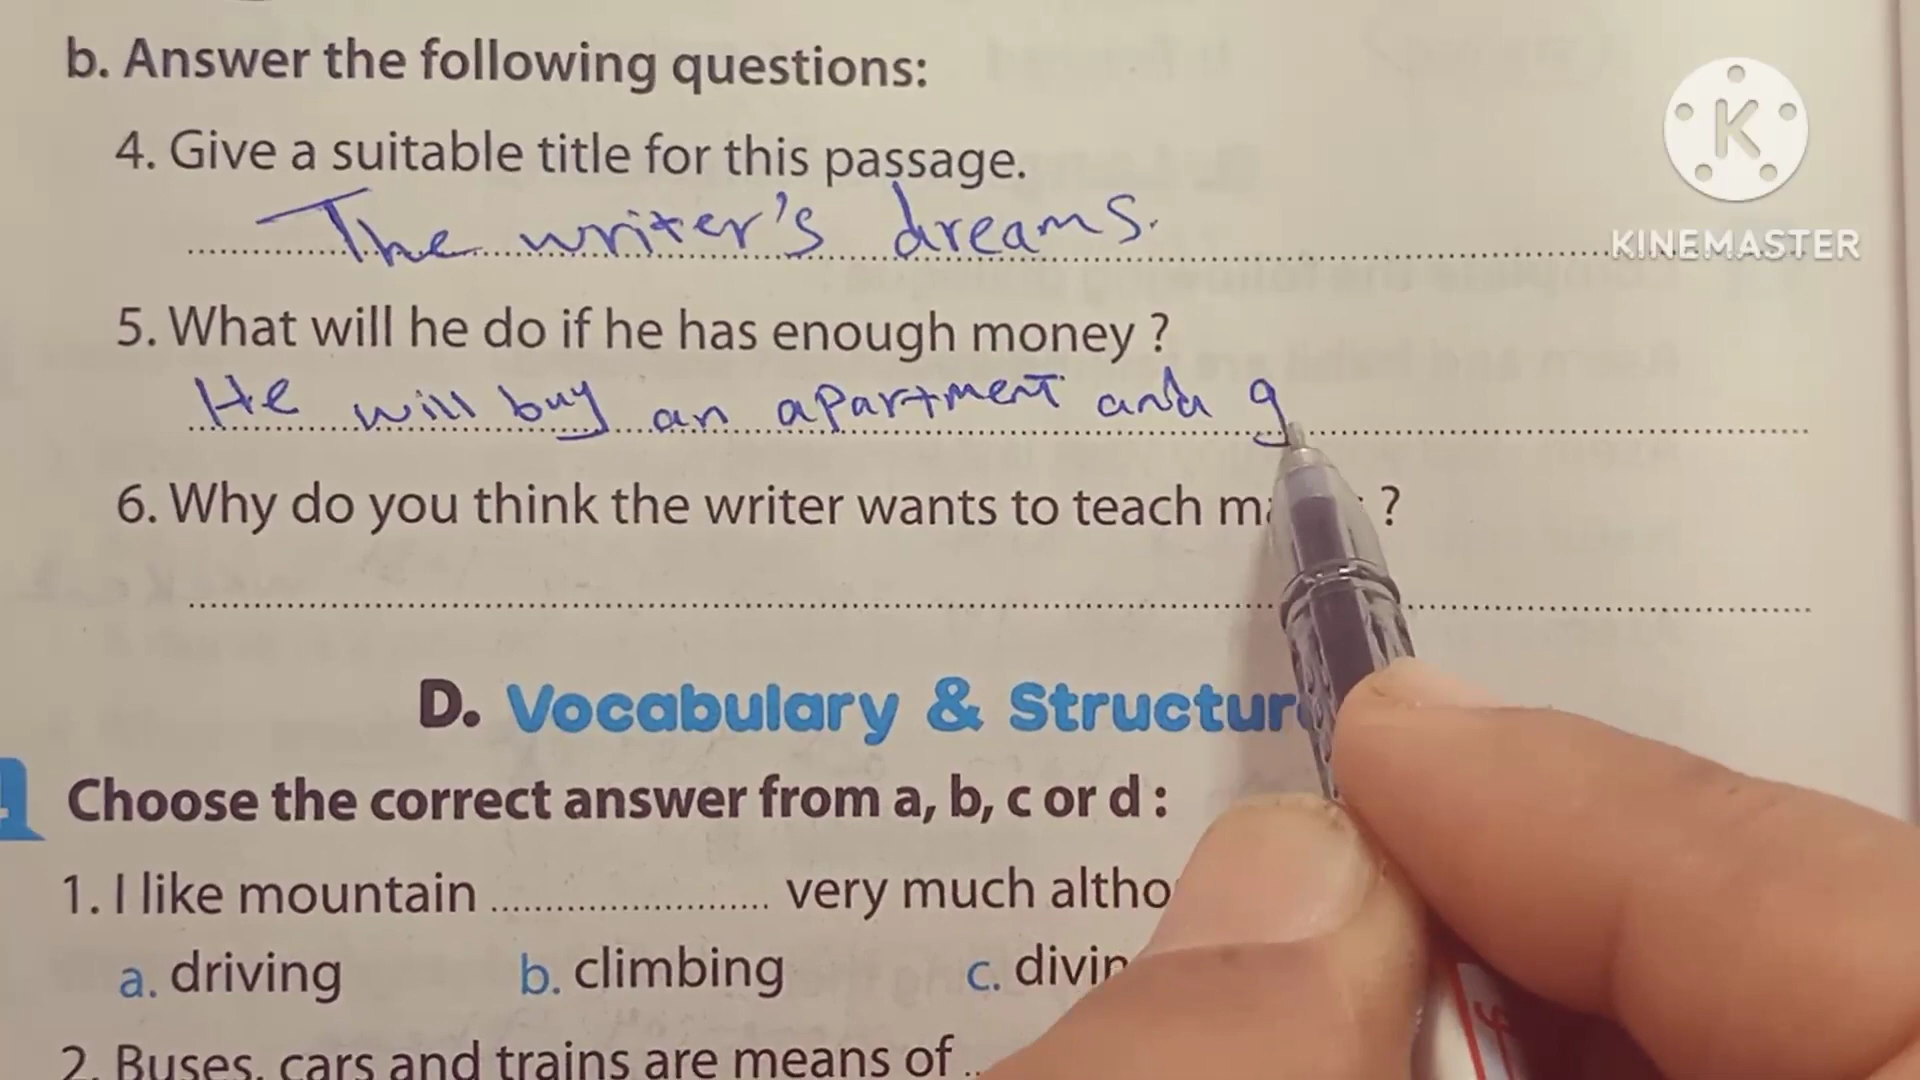 b. Answer the following questions:
4. Give a suitable title for this passage.
The writer's dreams.
K
KINEMASTER
5. What will he do if he has enough money ?
He will buy an apartment and g
6. Why do you think the writer wants to teach ?
D. Vocabulary & Structur
Choose the correct answer from a, b, c or d :
1. I like mountain ........................ very much altho
a. driving b. climbing c. divin
2. Buses, cars and trains are means of ..